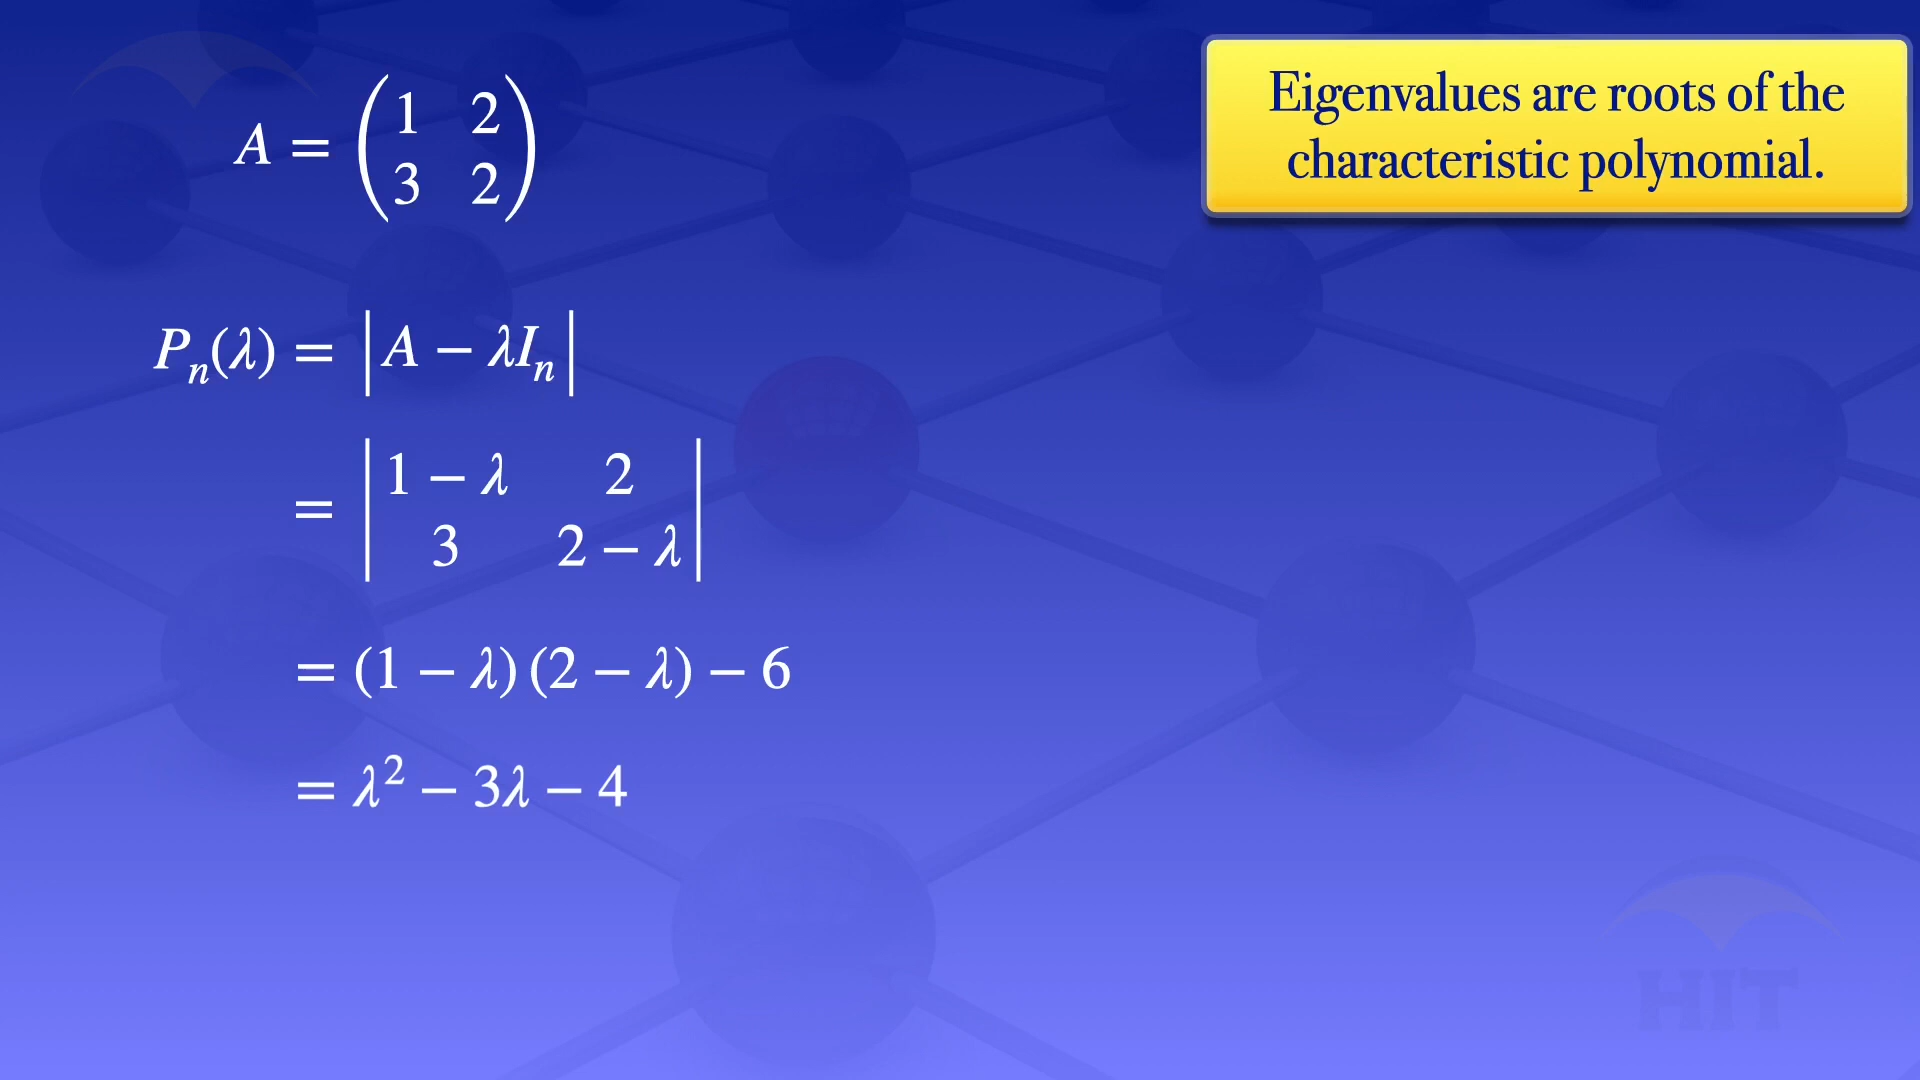 A = (1 2
3 2)
Eigenvalues are roots of the
characteristic polynomial.
Pₙ(λ) = |A − λIₙ|
= |1 − λ 2
3 2 − λ|
= (1 − λ) (2 − λ) − 6
= λ² − 3λ − 4
HIT